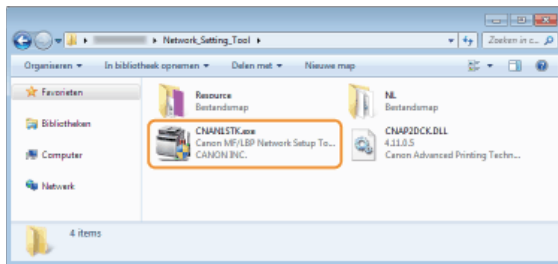 Network_Setting_Tool
Zoeken in c...
Organiseren In bibliotheek opnemen Delen met Nieuwe map
Favorieten
Bibliotheken
Computer
Netwerk
Resource
Bestandsmap
NL
Bestandsmap
CNAN1STK.exe
Canon MF/LBP Network Setup To...
CANON INC.
CNAP2DCK.DLL
4.11.0.5
Canon Advanced Printing Techn...
4 items